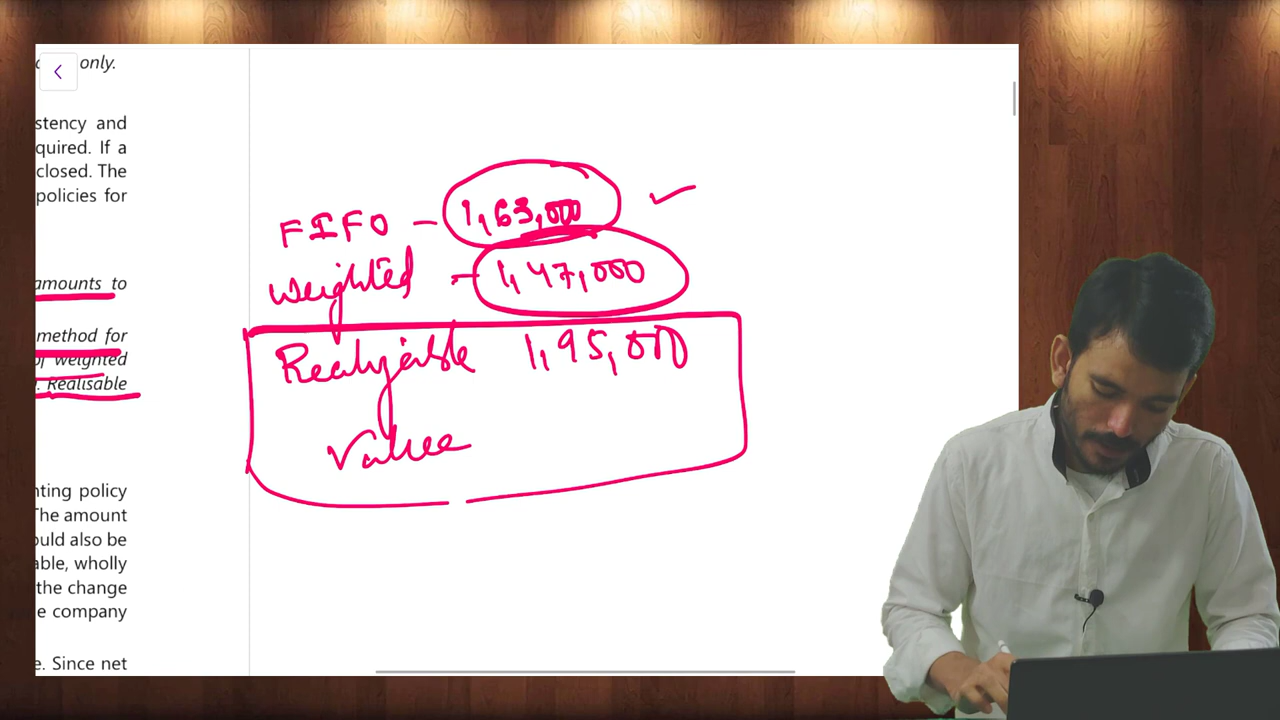 only.
stency and
quired. If a
closed. The
policies for
amounts to
method for
of weighted
. Realisable
nting policy
The amount
ould also be
able, wholly
the change
e company
e. Since net
FIFO - 1,63,000 ✓
Weighted - 1,47,000
Realizable 1,95,000
Value